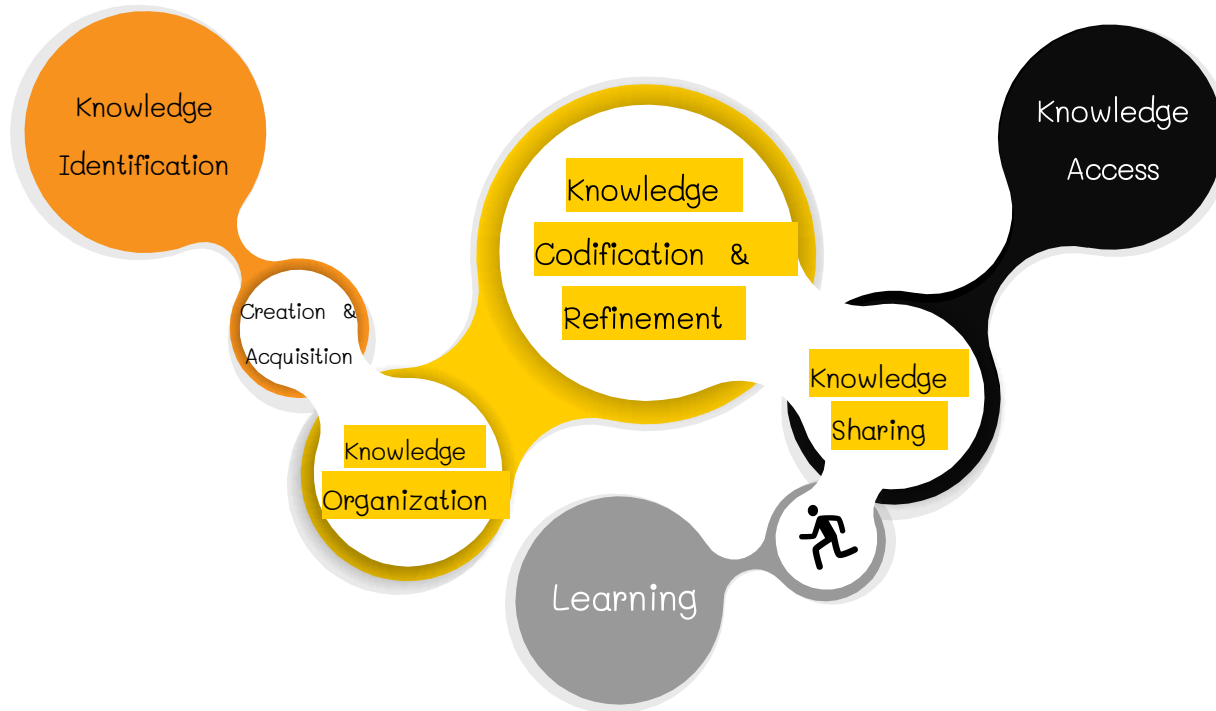 Knowledge
Identification
Creation &
Acquisition
Knowledge
Organization
Knowledge
Codification &
Refinement
Knowledge
Sharing
Knowledge
Access
Learning